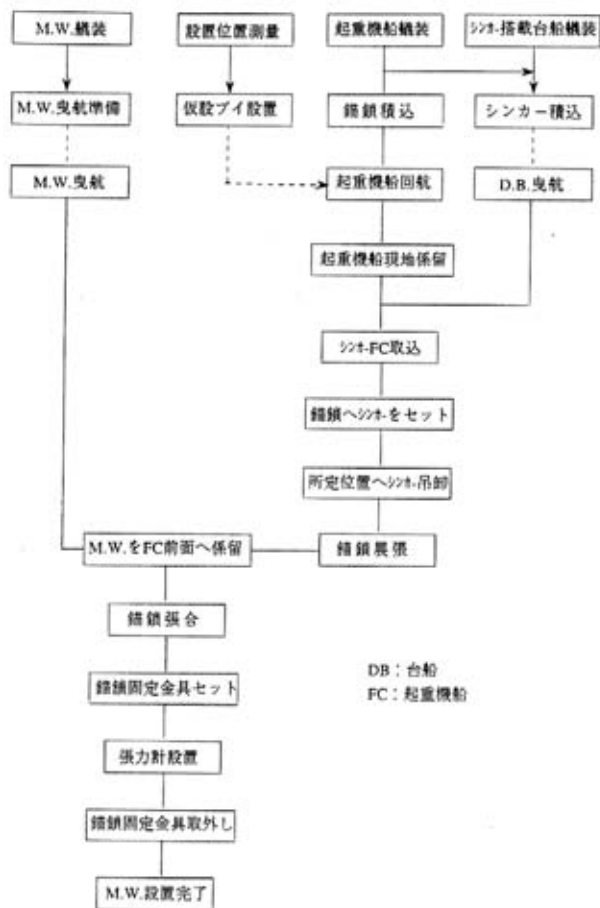 M.W.艤装
設置位置測量
起重機船艤装
ｼﾝｶｰ搭載台船艤装
M.W.曳航準備
仮設ブイ設置
錨鎖積込
シンカー積込
M.W.曳航
起重機船回航
D.B.曳航
起重機船現地係留
ｼﾝｶｰFC取込
錨鎖へｼﾝｶｰをセット
所定位置へｼﾝｶｰ吊卸
M.W.をFC前面へ係留
錨鎖展張
錨鎖張合
錨鎖固定金具セット
DB：台船
FC：起重機船
張力計設置
錨鎖固定金具取外し
M.W.設置完了